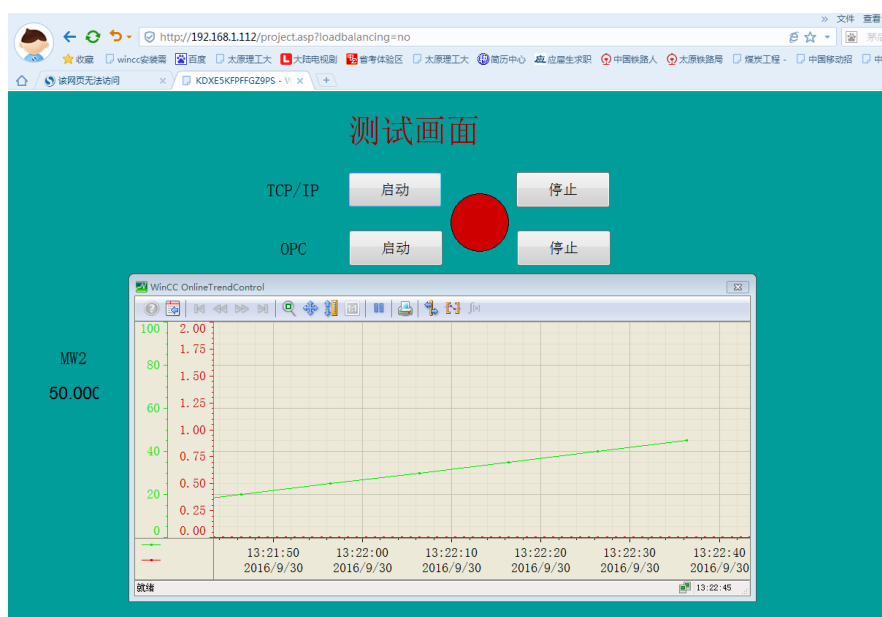 » 文件 查看
http://192.168.1.112/project.asp?loadbalancing=no
收藏 wincc安装需 百度 太原理工大 大陆电视剧 普考体验区 太原理工大 简历中心 应届生求职 中国铁路人 太原铁路局 煤炭工程 - 中国移动招 中
该网页无法访问 × KDXE5KFPFFGZ9PS - W × +
测试画面
TCP/IP 启动 停止
OPC 启动 停止
WinCC OnlineTrendControl
100 2.00
1.75
MW2
80
1.50
50.000
1.25
60
1.00
40
0.75
0.50
20
0.25
0 0.00
13:21:50 13:22:00 13:22:10 13:22:20 13:22:30 13:22:40
2016/9/30 2016/9/30 2016/9/30 2016/9/30 2016/9/30 2016/9/30
就绪 13:22:45